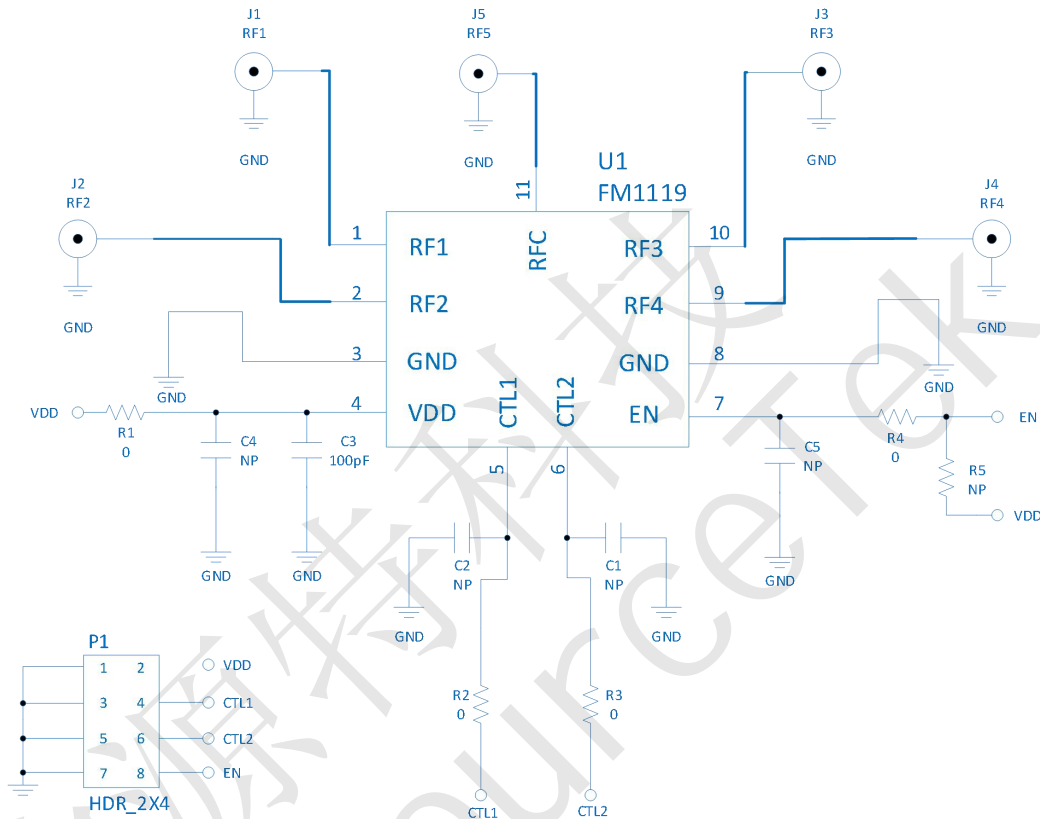 J1
RF1
J5
RF5
J3
RF3
GND
GND
GND
U1
FM1119
J2
RF2
J4
RF4
11
1
RF1
RFC
RF3
10
2
RF2
RF4
9
GND
GND
3
GND
GND
8
GND
GND
VDD
R1
0
4
VDD
CTL1
CTL2
EN
7
R4
0
EN
C4
NP
C3
100pF
5
6
C5
NP
R5
NP
VDD
GND
GND
C2
NP
C1
NP
GND
GND
GND
P1
1 2
VDD
3 4
CTL1
5 6
CTL2
7 8
EN
HDR_2X4
R2
0
R3
0
CTL1
CTL2
源特科技
ourceTek